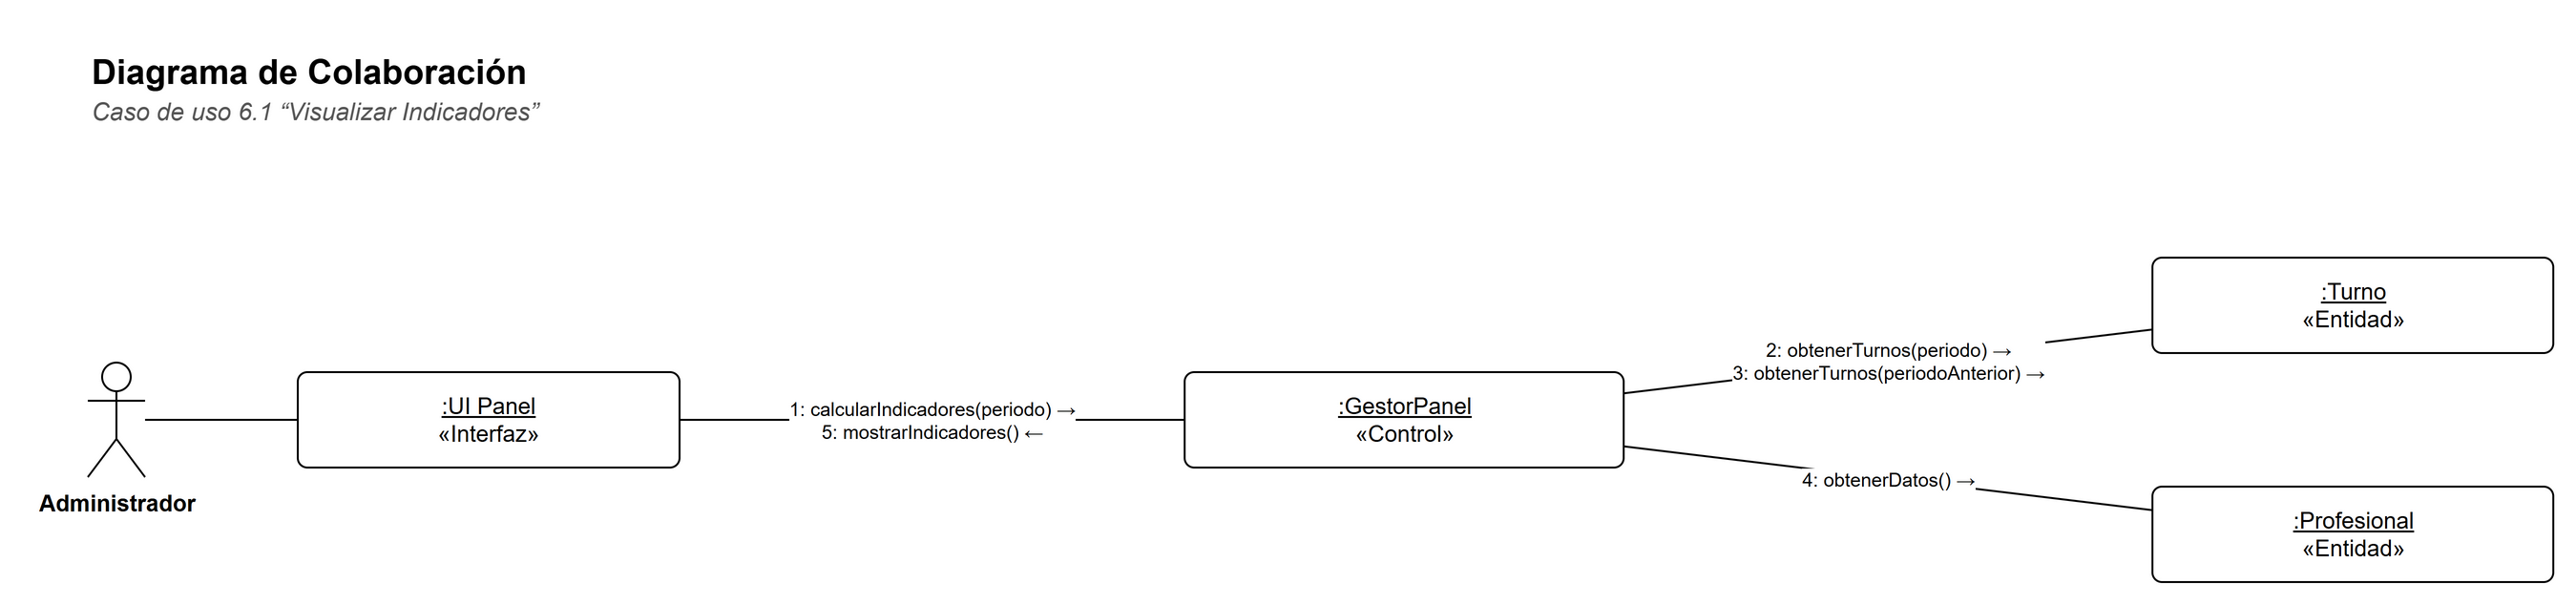 Diagrama de Colaboración
Caso de uso 6.1 “Visualizar Indicadores”
Administrador
:UI Panel
«Interfaz»
1: calcularIndicadores(periodo) →
5: mostrarIndicadores() ←
:GestorPanel
«Control»
2: obtenerTurnos(periodo) →
3: obtenerTurnos(periodoAnterior) →
4: obtenerDatos() →
:Turno
«Entidad»
:Profesional
«Entidad»